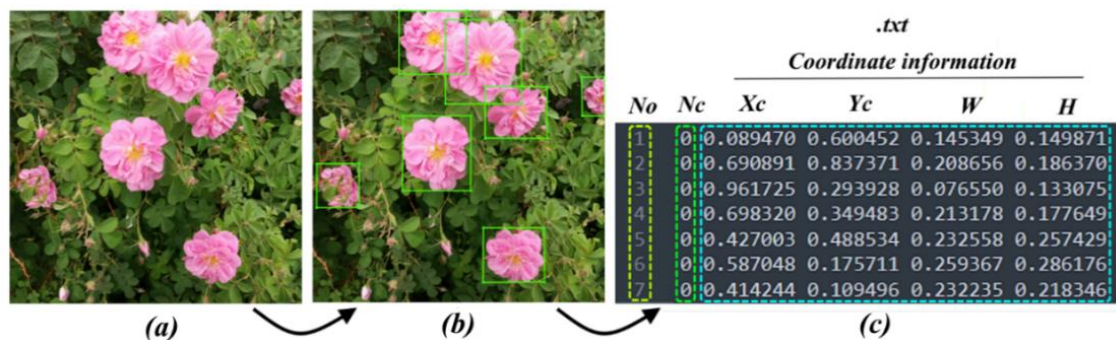 .txt
Coordinate information
No Nc Xc Yc W H
1 0 0.089470 0.600452 0.145349 0.149871
2 0 0.690891 0.837371 0.208656 0.186370
3 0 0.961725 0.293928 0.076550 0.133075
4 0 0.698320 0.349483 0.213178 0.177649
5 0 0.427003 0.488534 0.232558 0.257429
6 0 0.587048 0.175711 0.259367 0.286176
7 0 0.414244 0.109496 0.232235 0.218346
(a) (b) (c)